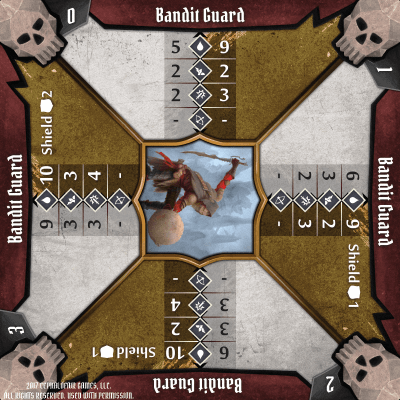 0
Bandit Guard
5 9
2 2
2 3
- -
1
Bandit Guard
6 9
3 2
2 3
- -
Shield 1
2
Bandit Guard
6 10
3 2
3 4
- -
Shield 1
3
Bandit Guard
9 10
3 3
3 4
- -
Shield 2
2017 CEPHALOFAIR GAMES, LLC.
ALL RIGHTS RESERVED. USED WITH PERMISSION.